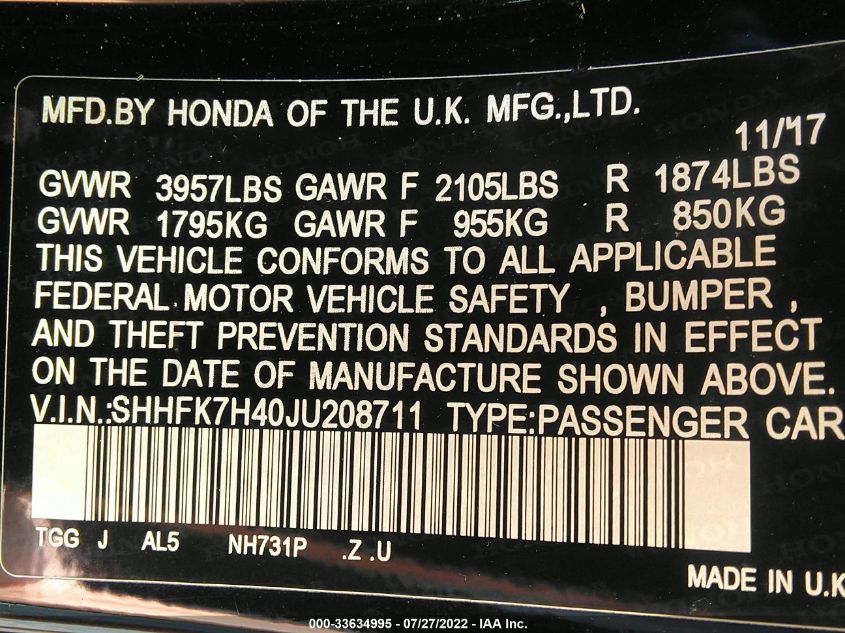 MFD.BY HONDA OF THE U.K. MFG.,LTD.
11/17
GVWR 3957LBS GAWR F 2105LBS R 1874LBS
GVWR 1795KG GAWR F 955KG R 850KG
THIS VEHICLE CONFORMS TO ALL APPLICABLE
FEDERAL MOTOR VEHICLE SAFETY , BUMPER ,
AND THEFT PREVENTION STANDARDS IN EFFECT
ON THE DATE OF MANUFACTURE SHOWN ABOVE.
V.I.N.:SHHFK7H40JU208711 TYPE:PASSENGER CAR
TGG J AL5 NH731P .Z .U
MADE IN U.K
000-33634995 / 07/27/2022 - IAA Inc.